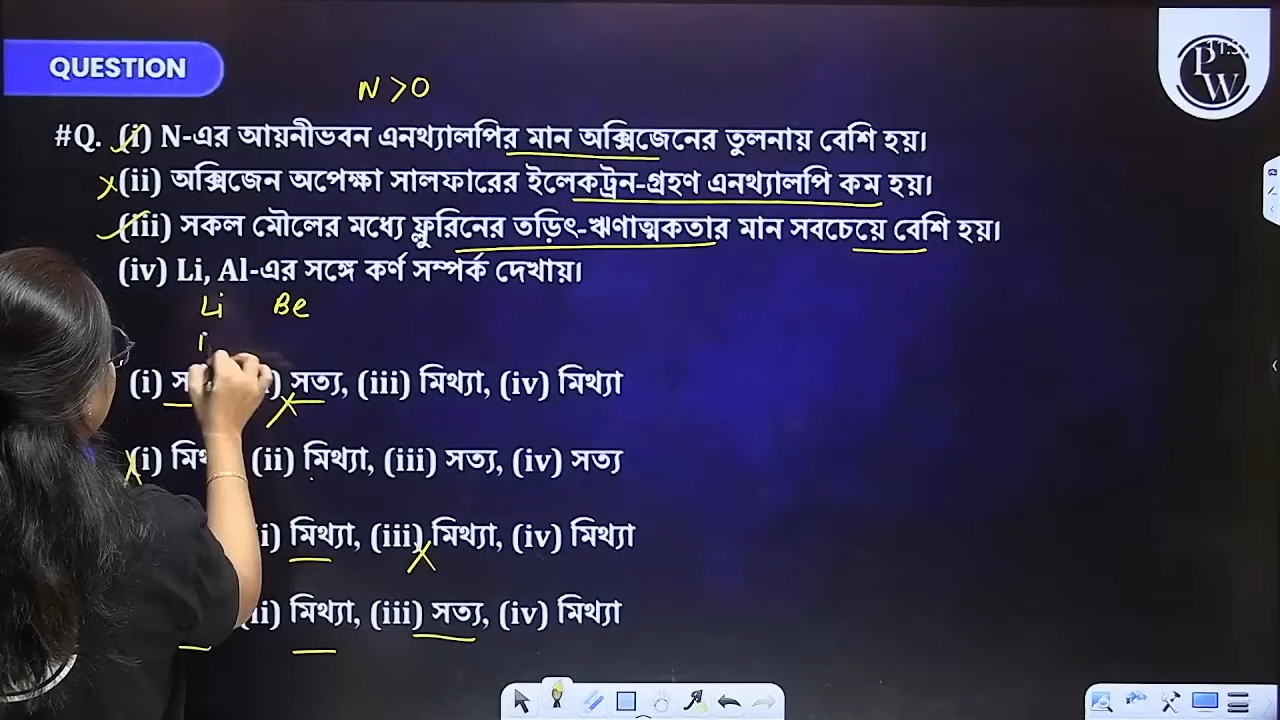 QUESTION
N > O
#Q. (i) N-এর আয়নীভবন এনথ্যালপির মান অক্সিজেনের তুলনায় বেশি হয়।
(ii) অক্সিজেন অপেক্ষা সালফারের ইলেকট্রন-গ্রহণ এনথ্যালপি কম হয়।
(iii) সকল মৌলের মধ্যে ফ্লুরিনের তড়িৎ-ঋণাত্মকতার মান সবচেয়ে বেশি হয়।
(iv) Li, Al-এর সঙ্গে কর্ণ সম্পর্ক দেখায়।
Li Be
(i) সত্য, (iii) মিথ্যা, (iv) মিথ্যা
(i) (ii) মিথ্যা, (iii) সত্য, (iv) সত্য
মিথ্যা, (iii) মিথ্যা, (iv) মিথ্যা
মিথ্যা, (iii) সত্য, (iv) মিথ্যা
PW